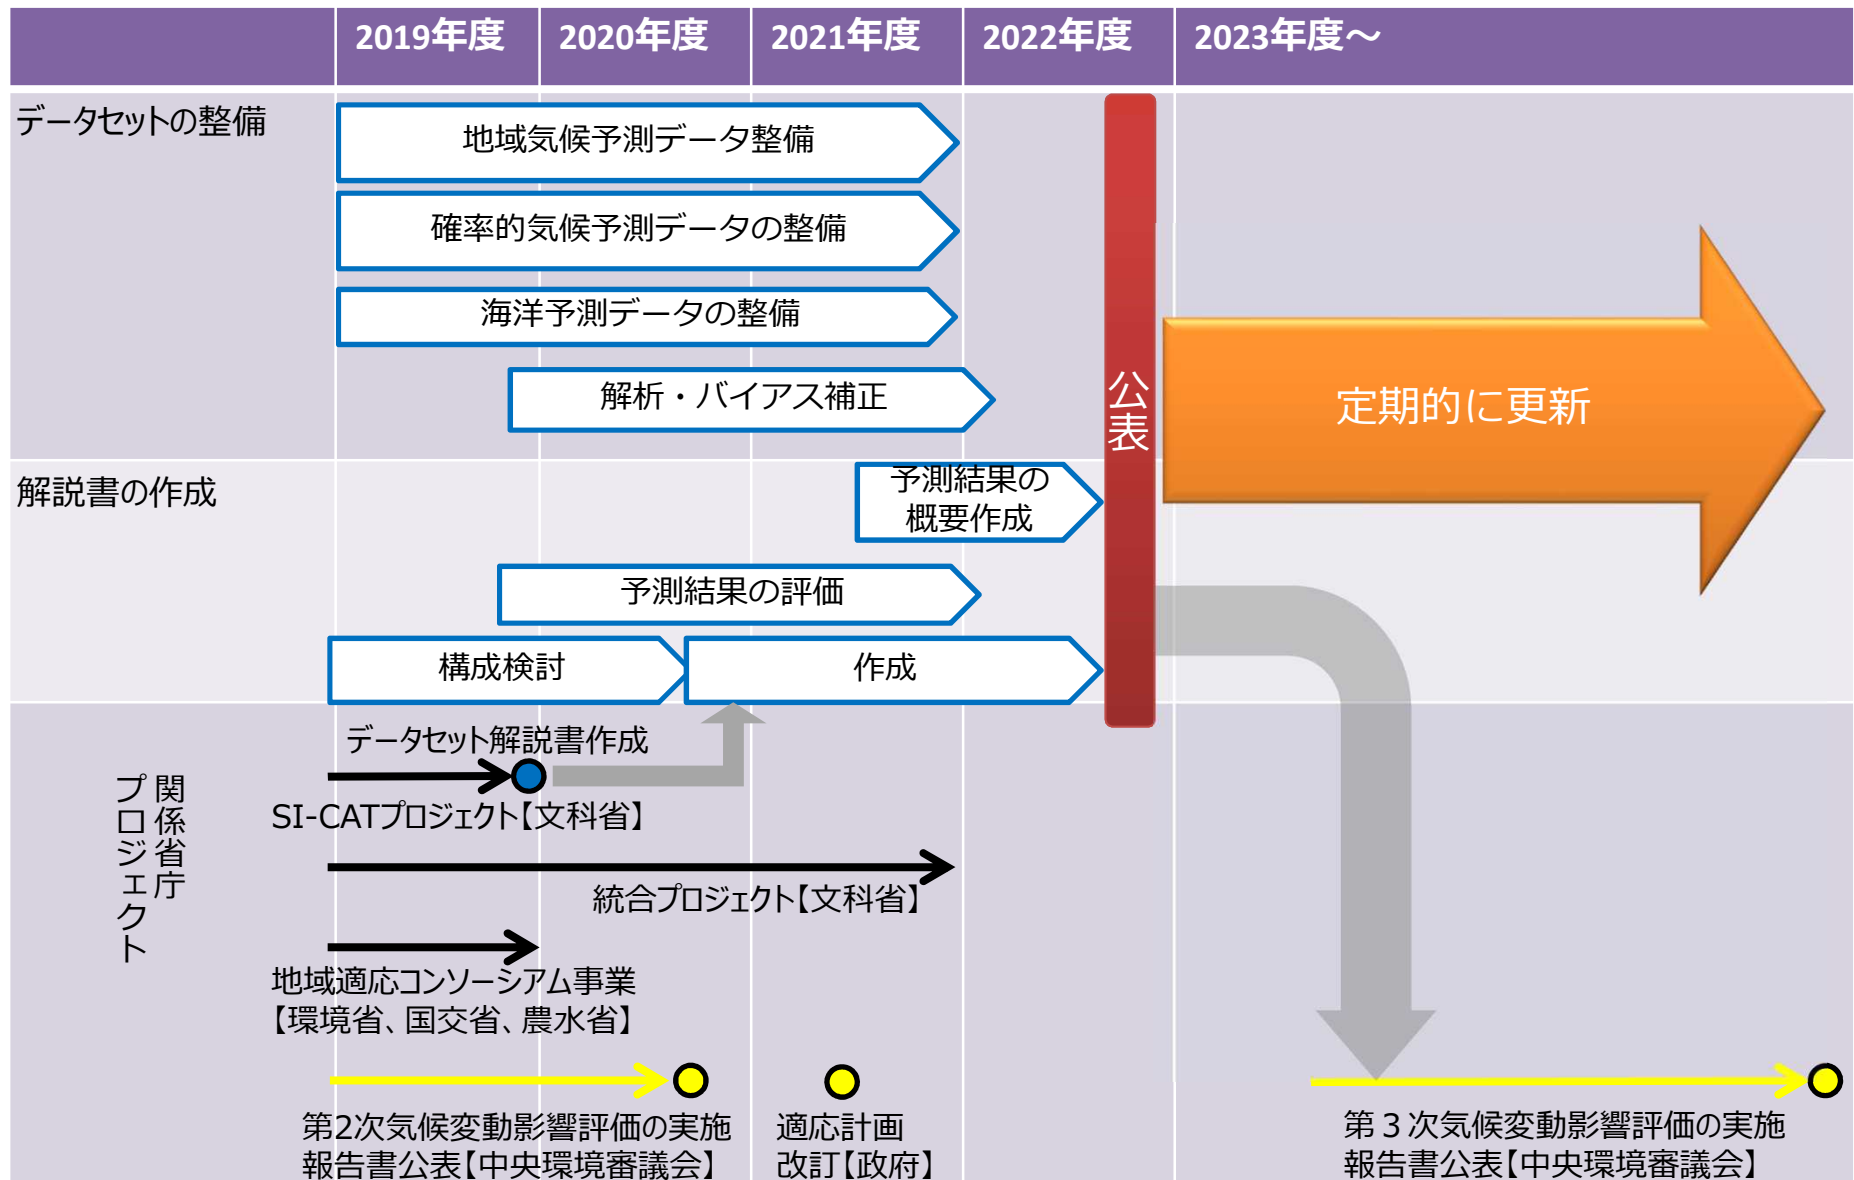 2019年度
2020年度
2021年度
2022年度
2023年度～
データセットの整備
地域気候予測データ整備
確率的気候予測データの整備
海洋予測データの整備
解析・バイアス補正
公表
定期的に更新
解説書の作成
予測結果の
概要作成
予測結果の評価
構成検討
作成
関係省庁
プロジェクト
データセット解説書作成
SI-CATプロジェクト【文科省】
統合プロジェクト【文科省】
地域適応コンソーシアム事業
【環境省、国交省、農水省】
第2次気候変動影響評価の実施
報告書公表【中央環境審議会】
適応計画
改訂【政府】
第３次気候変動影響評価の実施
報告書公表【中央環境審議会】